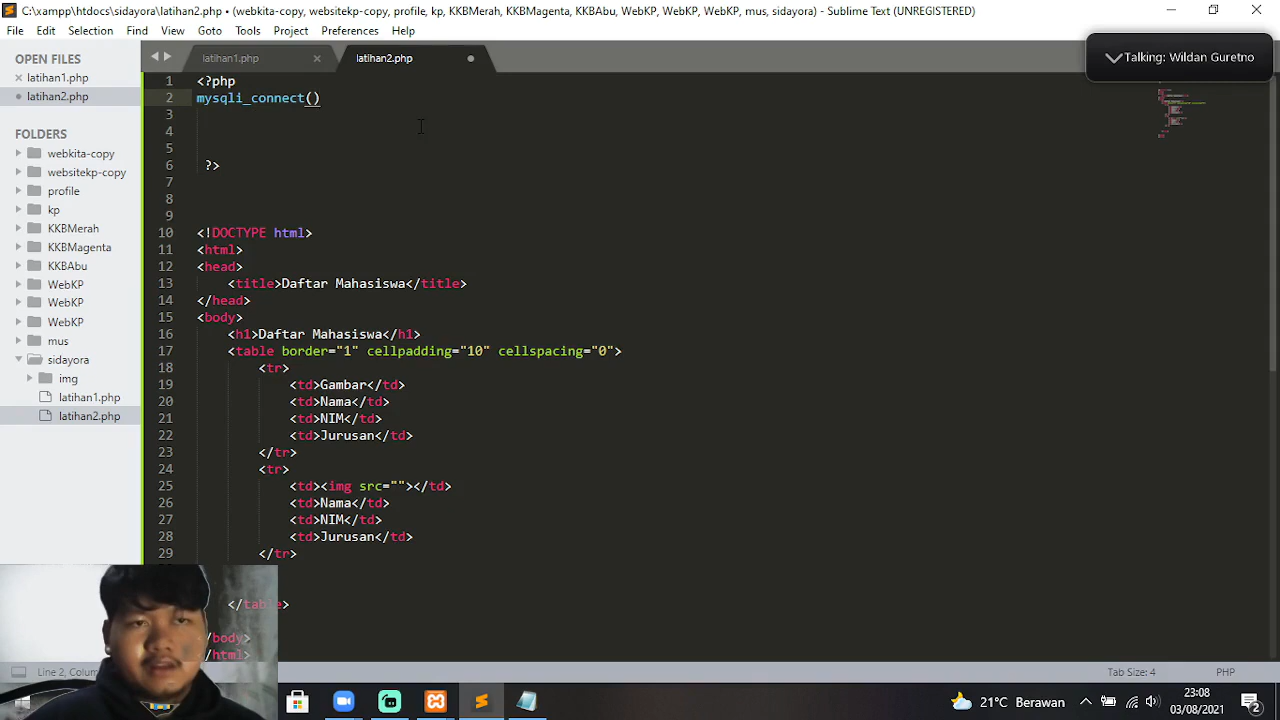 C:\xampp\htdocs\sidayora\latihan2.php • (webkita-copy, websitekp-copy, profile, kp, KKBMerah, KKBMagenta, KKBAbu, WebKP, WebKP, WebKP, mus, sidayora) - Sublime Text (UNREGISTERED)
File Edit Selection Find View Goto Tools Project Preferences Help
Talking: Wildan Guretno
OPEN FILES
latihan1.php
latihan2.php
FOLDERS
webkita-copy
websitekp-copy
profile
kp
KKBMerah
KKBMagenta
KKBAbu
WebKP
WebKP
WebKP
mus
sidayora
img
latihan1.php
latihan2.php
latihan1.php latihan2.php
1 <?php
2 mysqli_connect()
3
4
5
6 ?>
7
8
9
10 <!DOCTYPE html>
11 <html>
12 <head>
13 <title>Daftar Mahasiswa</title>
14 </head>
15 <body>
16 <h1>Daftar Mahasiswa</h1>
17 <table border="1" cellpadding="10" cellspacing="0">
18 <tr>
19 <td>Gambar</td>
20 <td>Nama</td>
21 <td>NIM</td>
22 <td>Jurusan</td>
23 </tr>
24 <tr>
25 <td><img src=""></td>
26 <td>Nama</td>
27 <td>NIM</td>
28 <td>Jurusan</td>
29 </tr>
</table>
/body>
/html>
Line 2, Colum
Tab Size: 4 PHP
21°C Berawan
23:08
03/08/2021
2